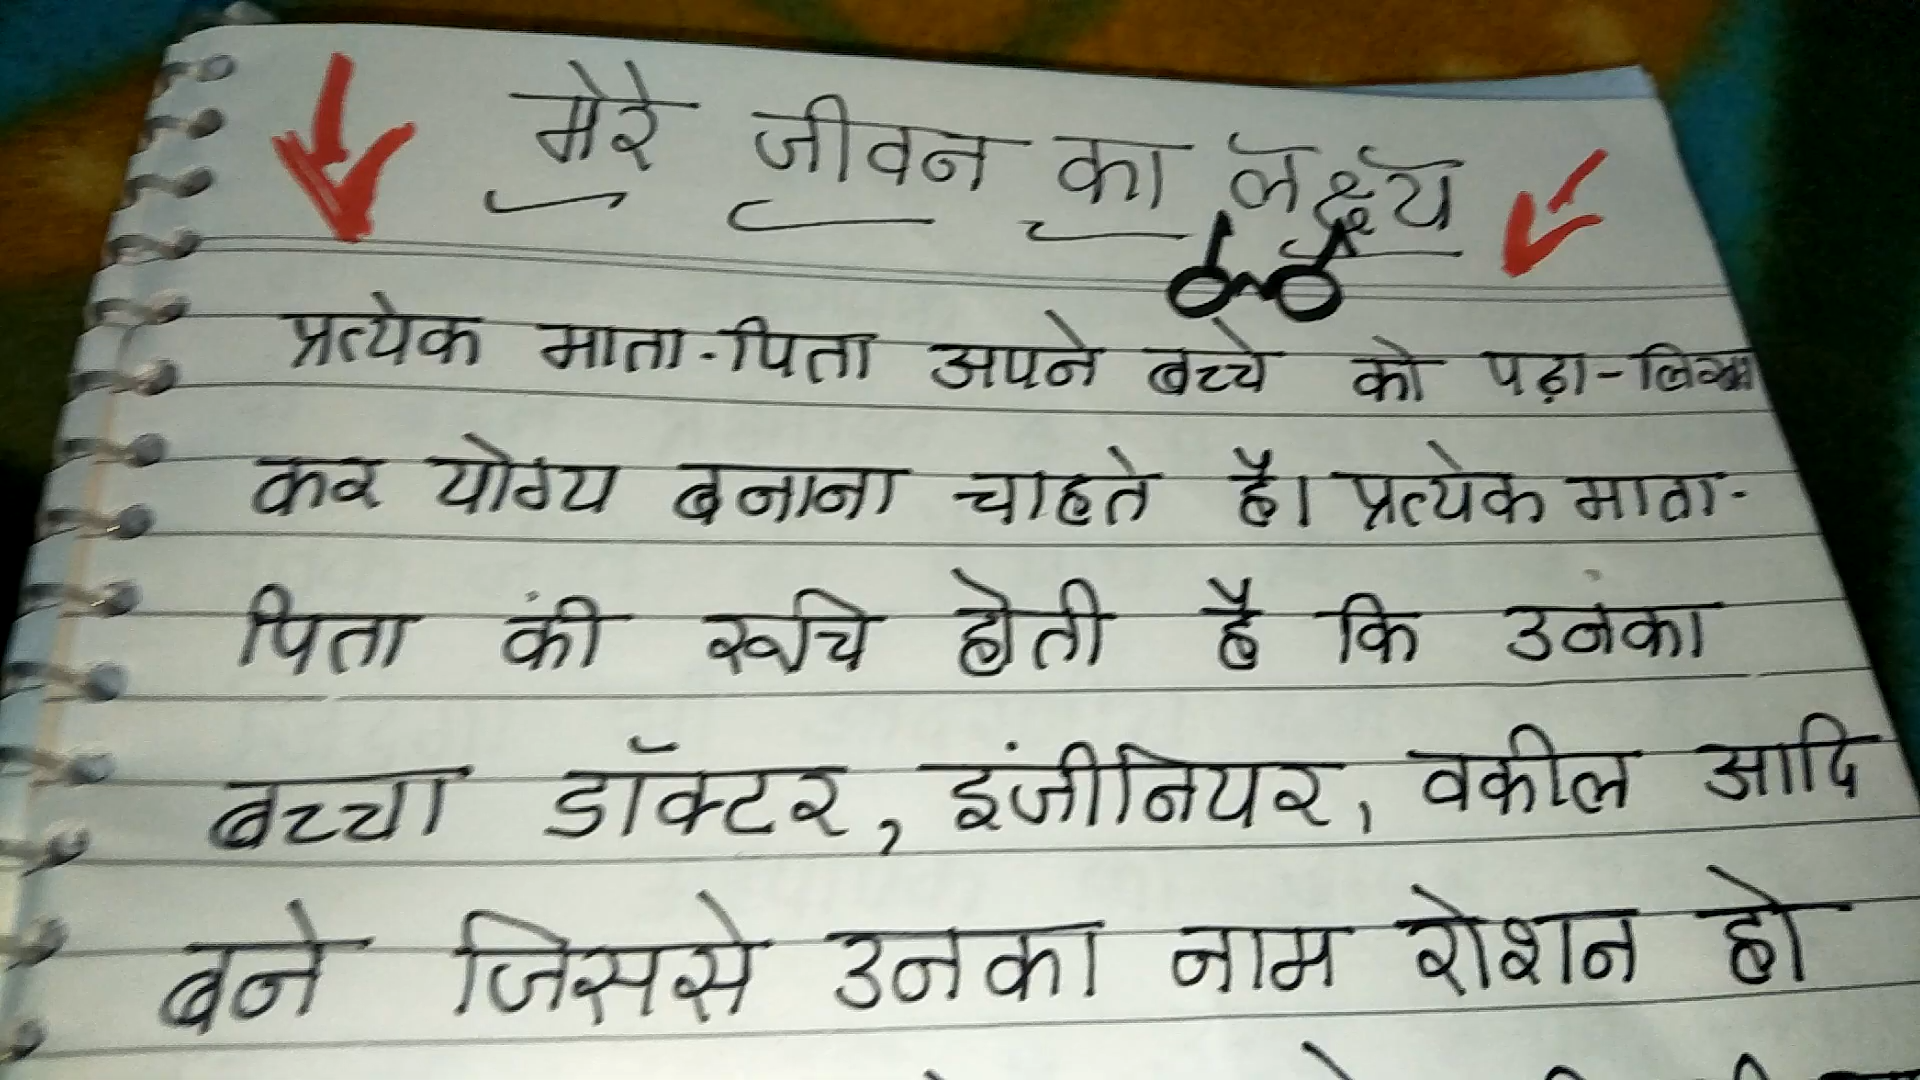 मेरे जीवन का लक्ष्य
प्रत्येक माता-पिता अपने बच्चे को पढ़ा-लिखा
कर योग्य बनाना चाहते है। प्रत्येक माता-
पिता की रूचि होती है कि उनका
बच्चा डॉक्टर, इंजीनियर, वकील आदि
बने जिससे उनका नाम रोशन हो